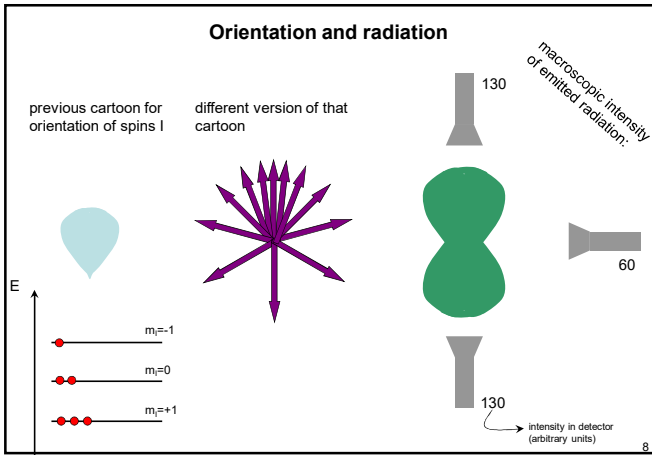 Orientation and radiation
previous cartoon for
orientation of spins I
different version of that
cartoon
macroscopic intensity
of emitted radiation:
130
60
130
intensity in detector
(arbitrary units)
E
mI=-1
mI=0
mI=+1
8